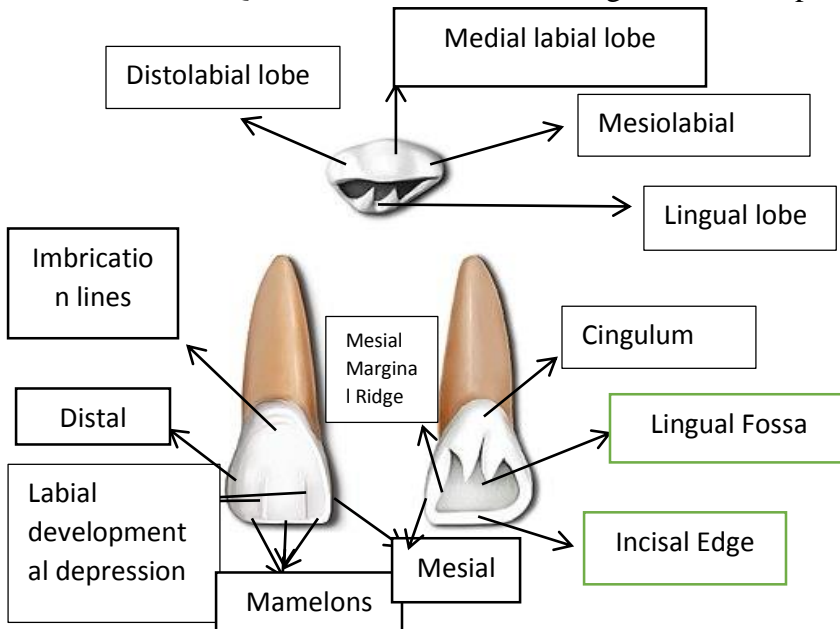 Medial labial lobe
Distolabial lobe
Mesiolabial
Lingual lobe
Imbricatio
n lines
Mesial
Margina
l Ridge
Cingulum
Distal
Lingual Fossa
Labial
development
al depression
Incisal Edge
Mesial
Mamelons